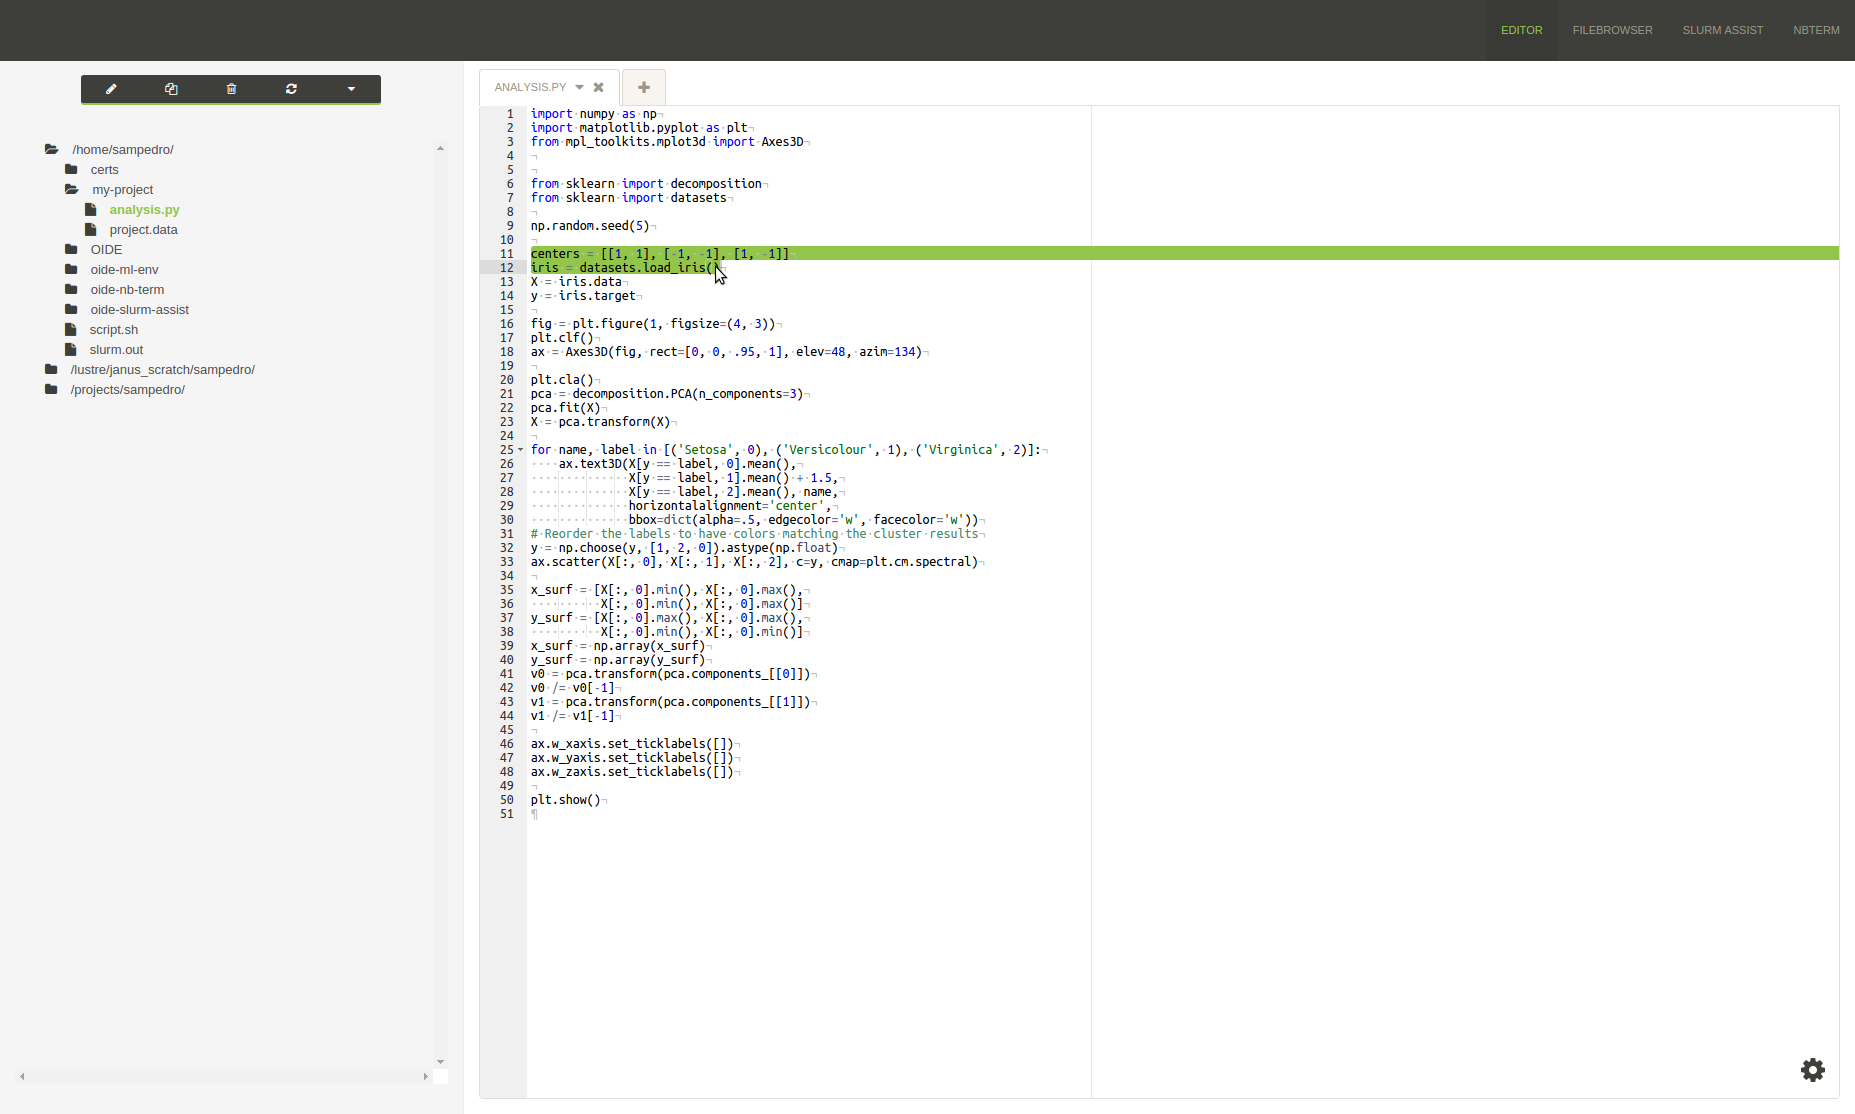 EDITOR FILEBROWSER SLURM ASSIST NBTERM
/home/sampedro/
certs
my-project
analysis.py
project.data
OIDE
oide-ml-env
oide-nb-term
oide-slurm-assist
script.sh
slurm.out
/lustre/janus_scratch/sampedro/
/projects/sampedro/
ANALYSIS.PY
1 import numpy as np
2 import matplotlib.pyplot as plt
3 from mpl_toolkits.mplot3d import Axes3D
4
5
6 from sklearn import decomposition
7 from sklearn import datasets
8
9 np.random.seed(5)
10
11 centers = [[1, 1], [-1, -1], [1, -1]]
12 iris = datasets.load_iris()
13 X = iris.data
14 y = iris.target
15
16 fig = plt.figure(1, figsize=(4, 3))
17 plt.clf()
18 ax = Axes3D(fig, rect=[0, 0, .95, 1], elev=48, azim=134)
19
20 plt.cla()
21 pca = decomposition.PCA(n_components=3)
22 pca.fit(X)
23 X = pca.transform(X)
24
25 for name, label in [('Setosa', 0), ('Versicolour', 1), ('Virginica', 2)]:
26     ax.text3D(X[y == label, 0].mean(),
27               X[y == label, 1].mean() + 1.5,
28               X[y == label, 2].mean(), name,
29               horizontalalignment='center',
30               bbox=dict(alpha=.5, edgecolor='w', facecolor='w'))
31 # Reorder the labels to have colors matching the cluster results
32 y = np.choose(y, [1, 2, 0]).astype(np.float)
33 ax.scatter(X[:, 0], X[:, 1], X[:, 2], c=y, cmap=plt.cm.spectral)
34
35 x_surf = [X[:, 0].min(), X[:, 0].max(),
36           X[:, 0].min(), X[:, 0].max()]
37 y_surf = [X[:, 0].max(), X[:, 0].max(),
38           X[:, 0].min(), X[:, 0].min()]
39 x_surf = np.array(x_surf)
40 y_surf = np.array(y_surf)
41 v0 = pca.transform(pca.components_[[0]])
42 v0 /= v0[-1]
43 v1 = pca.transform(pca.components_[[1]])
44 v1 /= v1[-1]
45
46 ax.w_xaxis.set_ticklabels([])
47 ax.w_yaxis.set_ticklabels([])
48 ax.w_zaxis.set_ticklabels([])
49
50 plt.show()
51